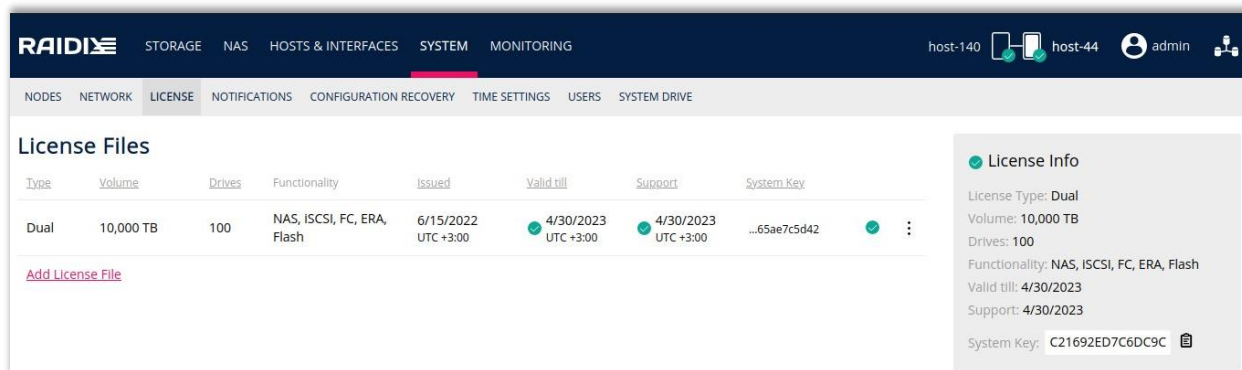 RAIDIX STORAGE NAS HOSTS & INTERFACES SYSTEM MONITORING host-140 host-44 admin
NODES NETWORK LICENSE NOTIFICATIONS CONFIGURATION RECOVERY TIME SETTINGS USERS SYSTEM DRIVE
License Files
Type Volume Drives Functionality Issued Valid till Support System Key
Dual 10,000 TB 100 NAS, iSCSI, FC, ERA, 6/15/2022 4/30/2023 4/30/2023 ...65ae7c5d42
Flash UTC +3:00 UTC +3:00 UTC +3:00
Add License File
License Info
License Type: Dual
Volume: 10,000 TB
Drives: 100
Functionality: NAS, iSCSI, FC, ERA, Flash
Valid till: 4/30/2023
Support: 4/30/2023
System Key: C21692ED7C6DC9C